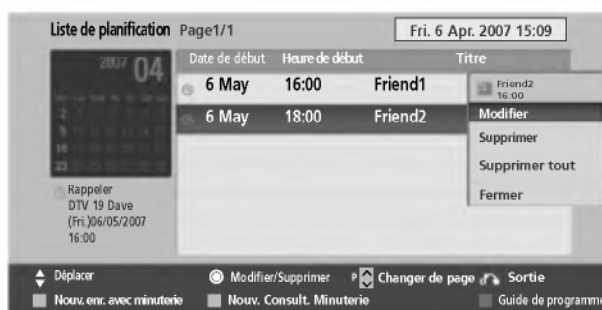 Liste de planification Page1/1
Fri. 6 Apr. 2007 15:09
2007 04
Date de début Heure de début Titre
6 May 16:00 Friend1
6 May 18:00 Friend2
Friend2
16:00
Modifier
Supprimer
Supprimer tout
Fermer
Rappeler
DTV 19 Dave
(Fri.)06/05/2007
16:00
Déplacer Modifier/Supprimer P Changer de page Sortie
Nouv. enr. avec minuterie Nouv. Consult. Minuterie Guide de programme